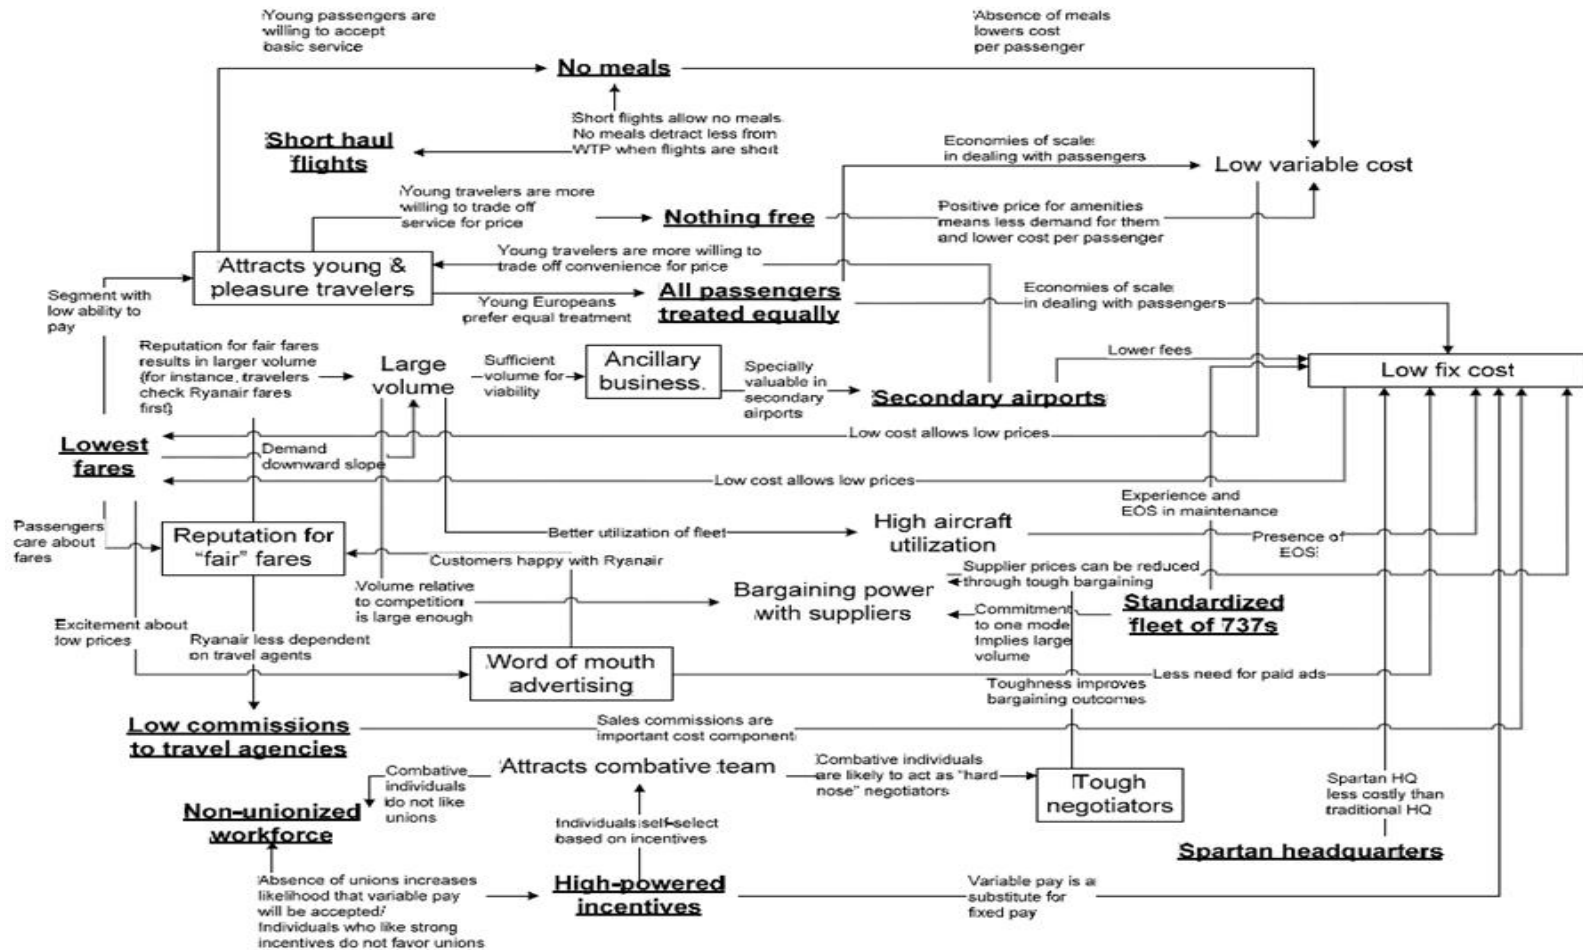 Young passengers are
willing to accept
basic service
Absence of meals
lowers cost
per passenger
No meals
Short flights allow no meals
No meals detract less from
WTP when flights are short
Short haul
flights
Economies of scale
in dealing with passengers
Low variable cost
Young travelers are more
willing to trade off
service for price
Nothing free
Positive price for amenities
means less demand for them
and lower cost per passenger
Young travelers are more willing to
trade off convenience for price
Attracts young &
pleasure travelers
Segment with
low ability to
pay
Young Europeans
prefer equal treatment
All passengers
treated equally
Economies of scale
in dealing with passengers
Reputation for fair fares
results in larger volume
(for instance, travelers
check Ryanair fares
first)
Large
volume
Sufficient
volume for
viability
Ancillary
business.
Specially
valuable in
secondary
airports
Secondary airports
Lower fees
Low fix cost
Lowest
fares
Demand
downward slope
Low cost allows low prices
Low cost allows low prices
Experience and
EOS in maintenance
Passengers
care about
fares
Reputation for
"fair" fares
Better utilization of fleet
High aircraft
utilization
Presence of
EOS
Customers happy with Ryanair
Volume relative
to competition
is large enough
Bargaining power
with suppliers
Supplier prices can be reduced
through tough bargaining
Commitment
to one mode
Implies large
volume
Standardized
fleet of 737s
Excitement about
low prices
Ryanair less dependent
on travel agents
Word of mouth
advertising
Less need for paid ads
Toughness improves
bargaining outcomes
Low commissions
to travel agencies
Sales commissions are
important cost component
Combative
individuals
do not like
unions
Attracts combative team
Combative individuals
are likely to act as "hard
nose" negotiators
Tough
negotiators
Spartan HQ
less costly than
traditional HQ
Non-unionized
workforce
Individuals self-select
based on incentives
Spartan headquarters
Absence of unions increases
likelihood that variable pay
will be accepted/
Individuals who like strong
incentives do not favor unions
High-powered
incentives
Variable pay is a
substitute for
fixed pay